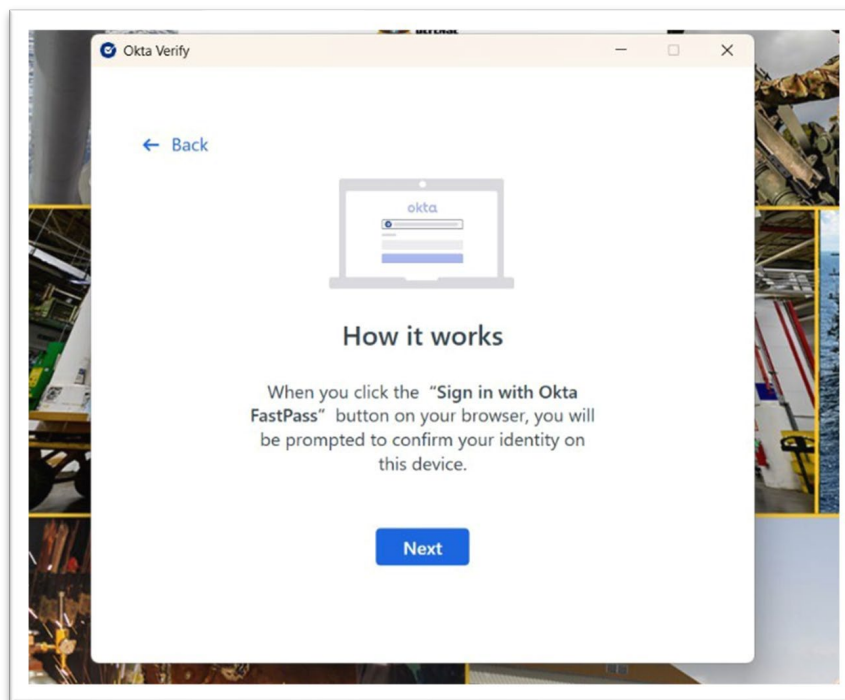 DEFENSE
Okta Verify
← Back
okta
How it works
When you click the “Sign in with Okta
FastPass” button on your browser, you will
be prompted to confirm your identity on
this device.
Next